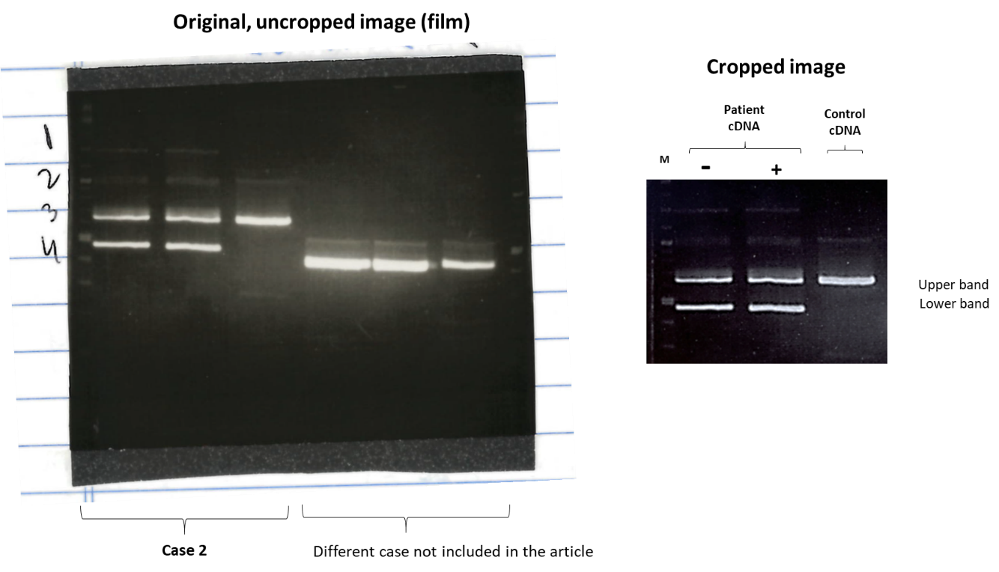 Original, uncropped image (film)
1
2
3
4
Case 2
Different case not included in the article
Cropped image
Patient
cDNA
Control
cDNA
M
-
+
Upper band
Lower band